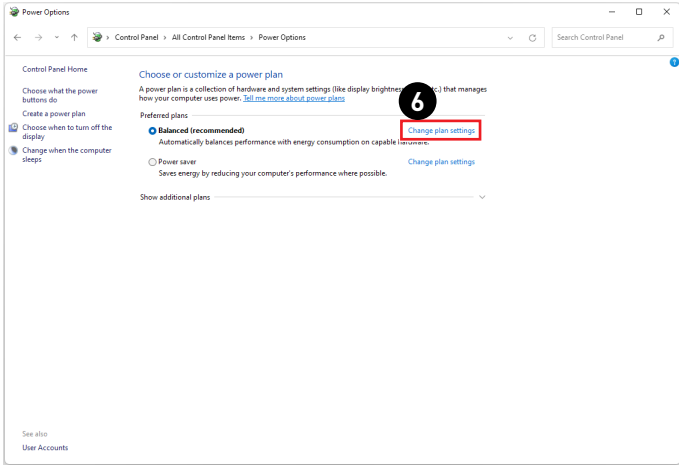 Power Options
Control Panel > All Control Panel Items > Power Options
Search Control Panel
Control Panel Home
Choose what the power
buttons do
Create a power plan
Choose when to turn off the
display
Change when the computer
sleeps
Choose or customize a power plan
A power plan is a collection of hardware and system settings (like display brightness, etc.) that manages
how your computer uses power. Tell me more about power plans
6
Preferred plans
Balanced (recommended)
Change plan settings
Automatically balances performance with energy consumption on capable hardware.
Power saver
Change plan settings
Saves energy by reducing your computer's performance where possible.
Show additional plans
See also
User Accounts
?